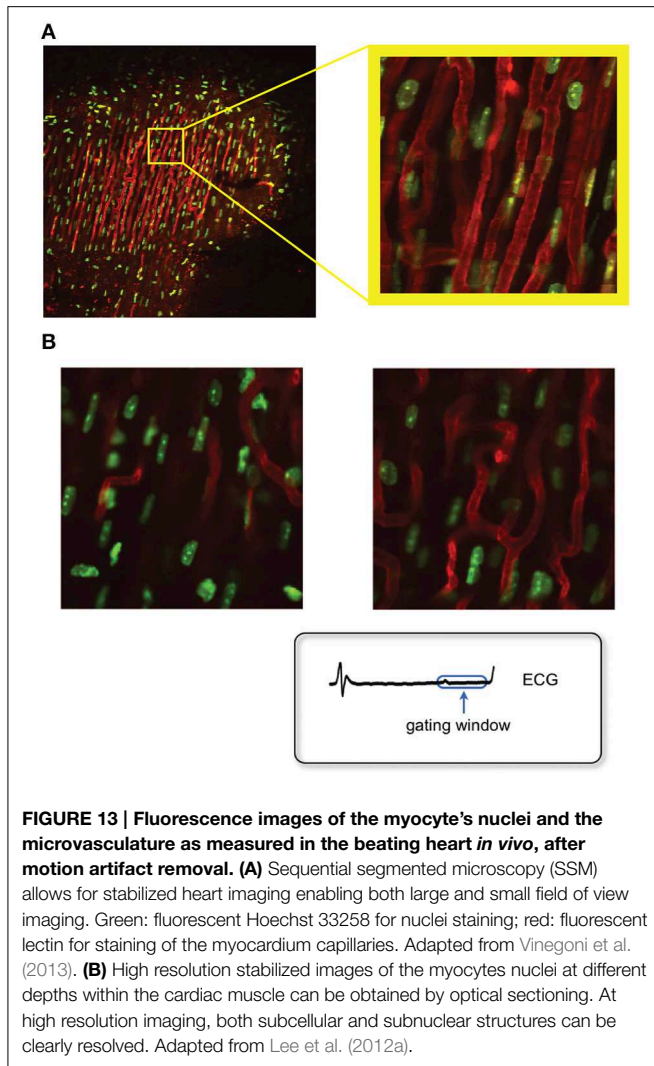 A
B
ECG
gating window
FIGURE 13 | Fluorescence images of the myocyte's nuclei and the
microvasculature as measured in the beating heart in vivo, after
motion artifact removal. (A) Sequential segmented microscopy (SSM)
allows for stabilized heart imaging enabling both large and small field of view
imaging. Green: fluorescent Hoechst 33258 for nuclei staining; red: fluorescent
lectin for staining of the myocardium capillaries. Adapted from Vinegoni et al.
(2013). (B) High resolution stabilized images of the myocytes nuclei at different
depths within the cardiac muscle can be obtained by optical sectioning. At
high resolution imaging, both subcellular and subnuclear structures can be
clearly resolved. Adapted from Lee et al. (2012a).